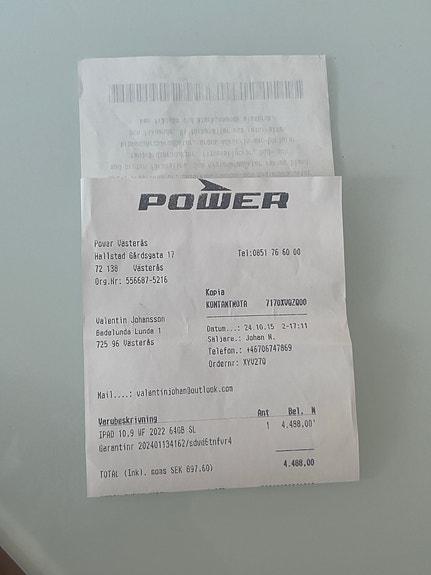 POWER
Power Västerås
Hallstad Gårdsgata 17 Tel:0851 76 60 00
72 138 Västerås
Org.Nr: 556687-5216
Kopia
KONTANTNOTA 7170XVQZQ00
Valentin Johansson
Badelunda Lunda 1
725 96 Västerås
Datum..: 24.10.15 2-17:11
Säljare.: Johan N.
Telefon.: +46706747869
Ordernr: XYV27Q
Mail....: valentinjohan@outlook.com
Varubeskrivning Ant Bel. N
IPAD 10.9 WF 2022 64GB SL 1 4.488,00'
Garantinr 202401134162/sdwd6tnfvr4
4.488,00
TOTAL (Inkl. moms SEK 897.60)